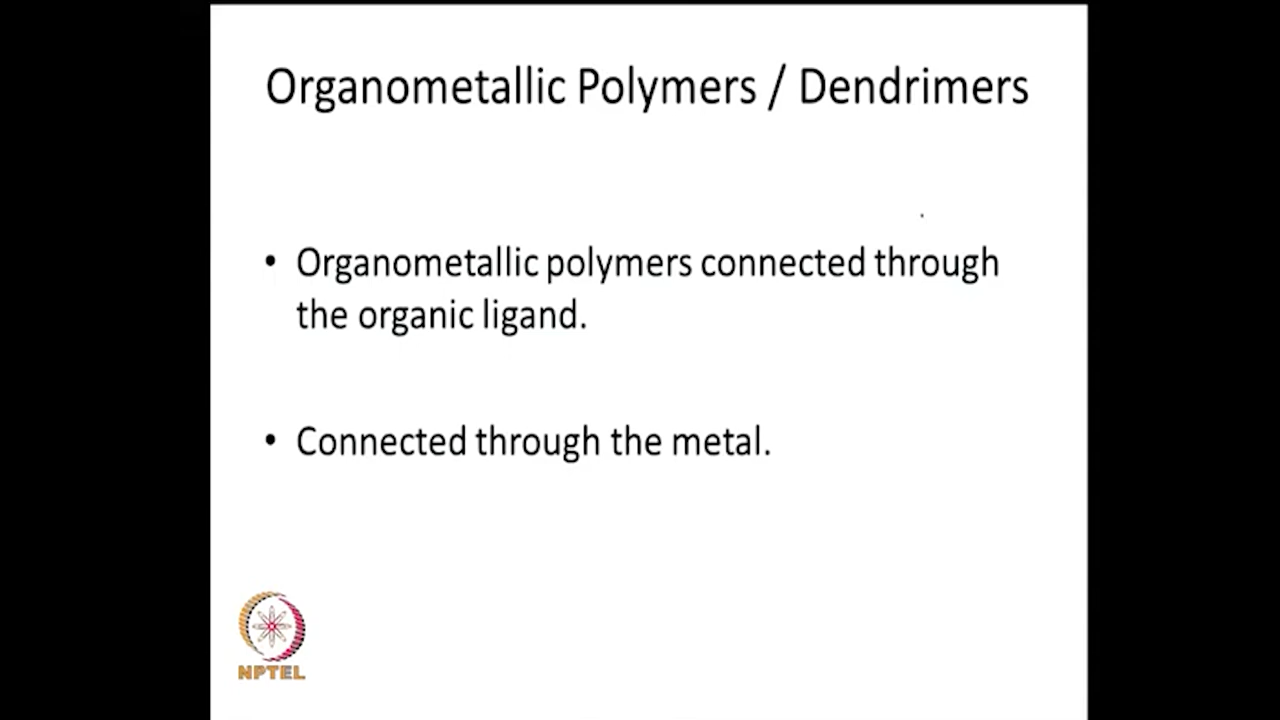 Organometallic Polymers / Dendrimers
• Organometallic polymers connected through
the organic ligand.
• Connected through the metal.
NPTEL